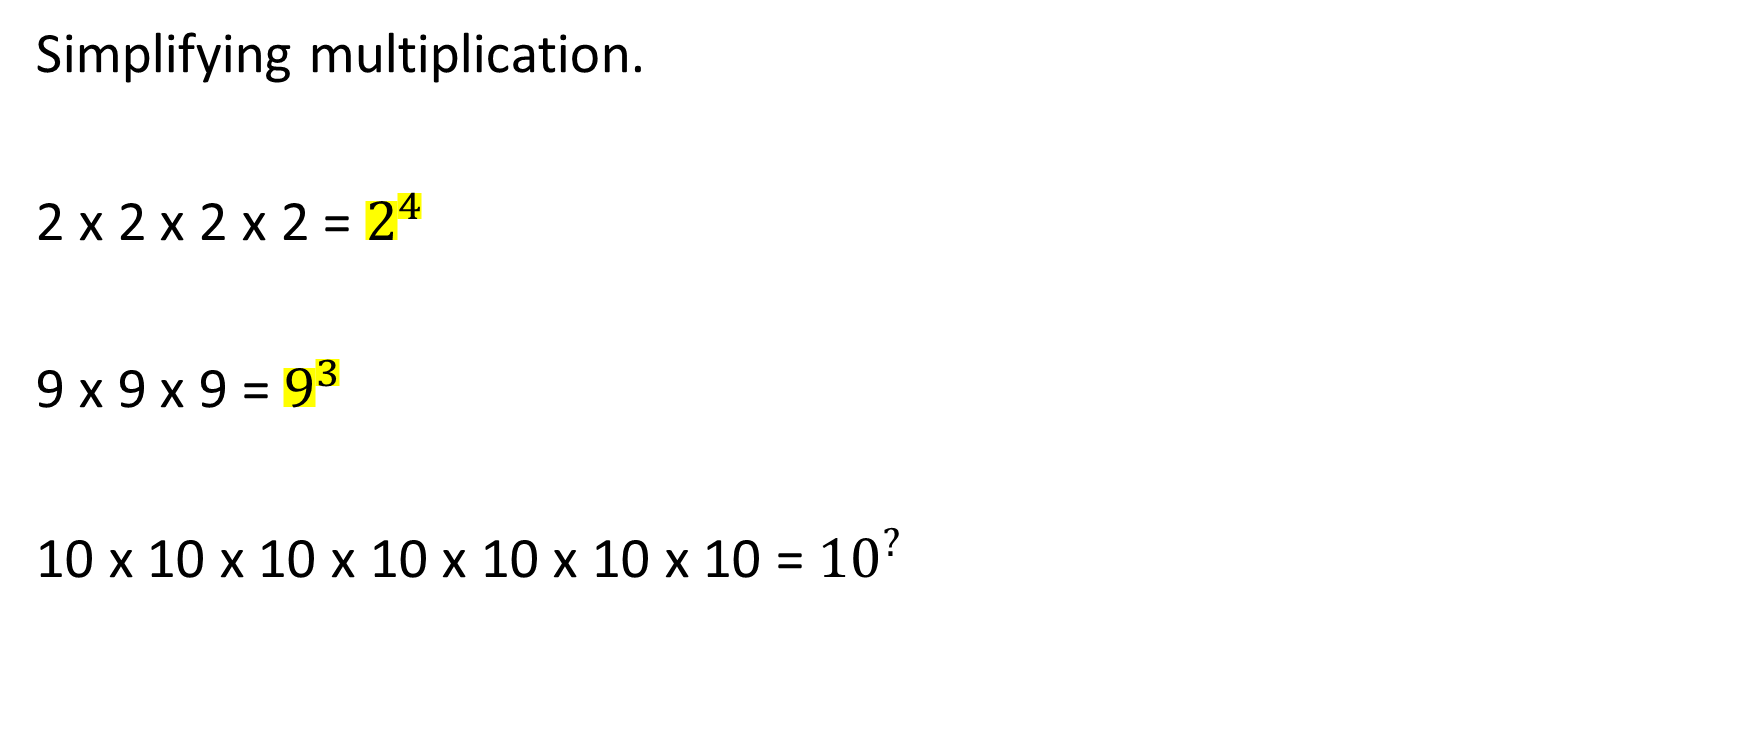 Simplifying multiplication.
2 x 2 x 2 x 2 = 2⁴
9 x 9 x 9 = 9³
10 x 10 x 10 x 10 x 10 x 10 x 10 = 10^?